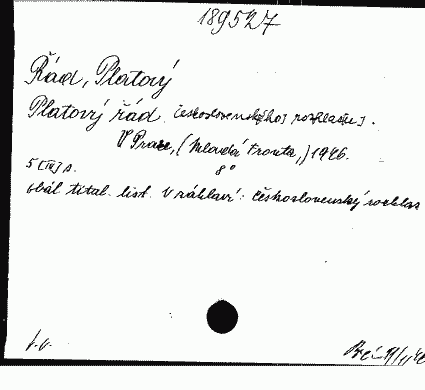 189527
Řád, Platový
Platový řád československého rozhlasu.
V Praze, (Mladá fronta,) 1946.
8°
5 [IV] s.
obál. titul. list. V záhlaví: Československý rozhlas